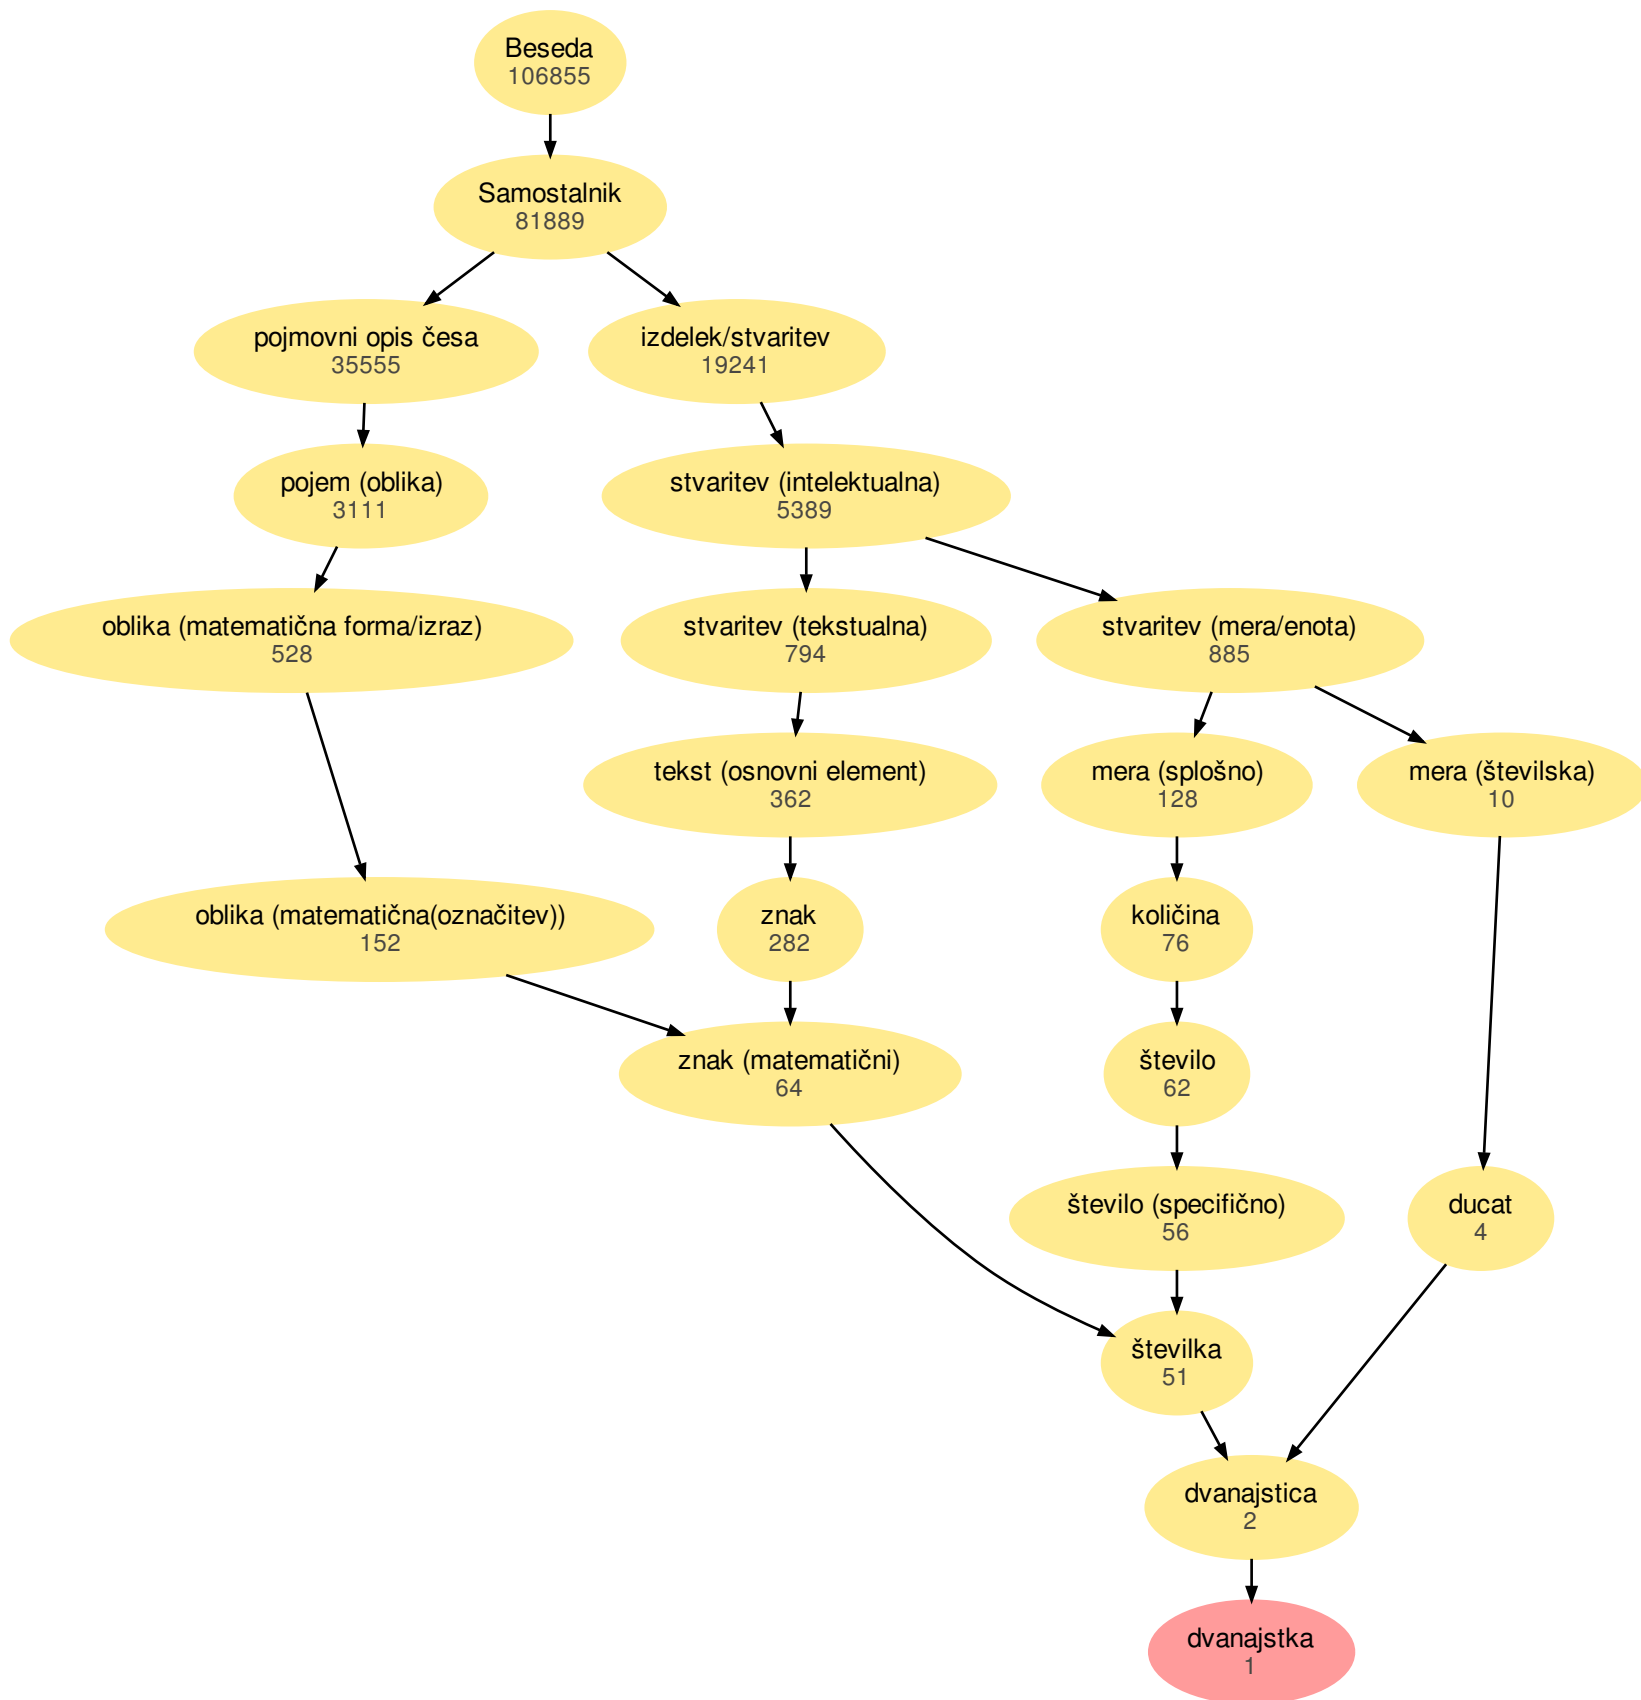 Beseda
106855
Samostalnik
81889
pojmovni opis česa
35555
izdelek/stvaritev
19241
pojem (oblika)
3111
stvaritev (intelektualna)
5389
oblika (matematična forma/izraz)
528
stvaritev (tekstualna)
794
stvaritev (mera/enota)
885
tekst (osnovni element)
362
mera (splošno)
128
mera (številska)
10
oblika (matematična(označitev))
152
znak
282
količina
76
znak (matematični)
64
število
62
število (specifično)
56
ducat
4
številka
51
dvanajstica
2
dvanajstka
1